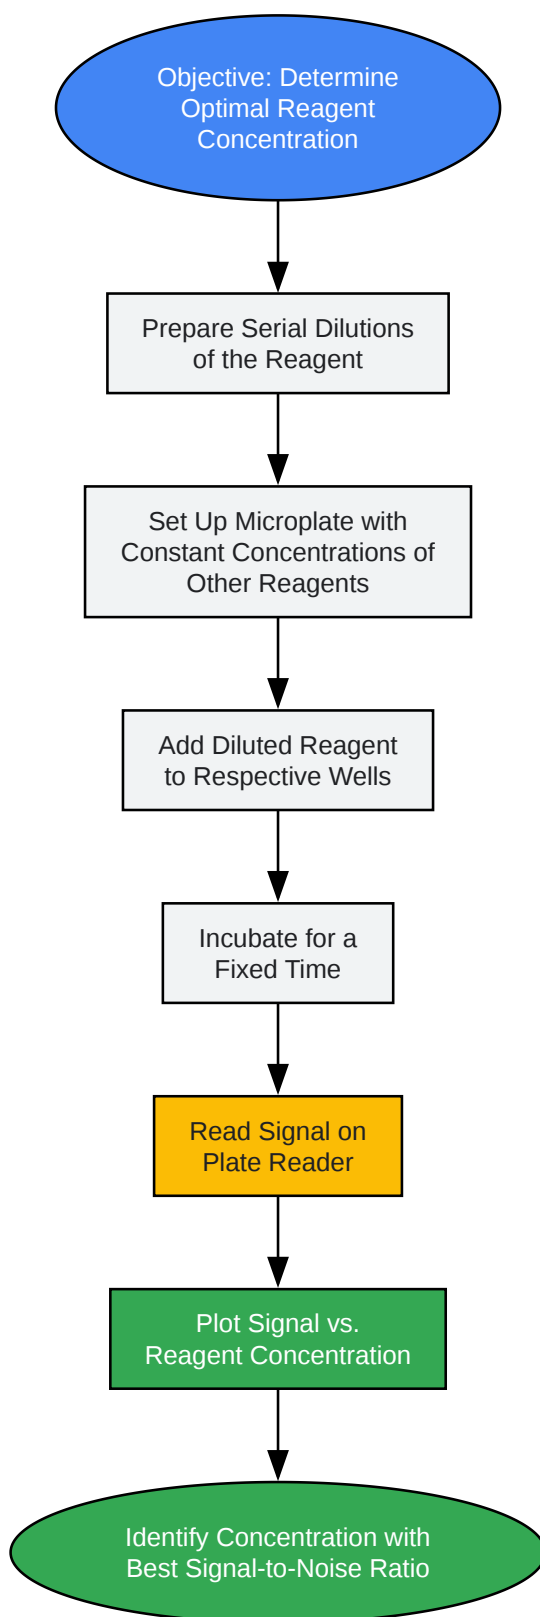 Objective: Determine
Optimal Reagent
Concentration
Prepare Serial Dilutions
of the Reagent
Set Up Microplate with
Constant Concentrations of
Other Reagents
Add Diluted Reagent
to Respective Wells
Incubate for a
Fixed Time
Read Signal on
Plate Reader
Plot Signal vs.
Reagent Concentration
Identify Concentration with
Best Signal-to-Noise Ratio